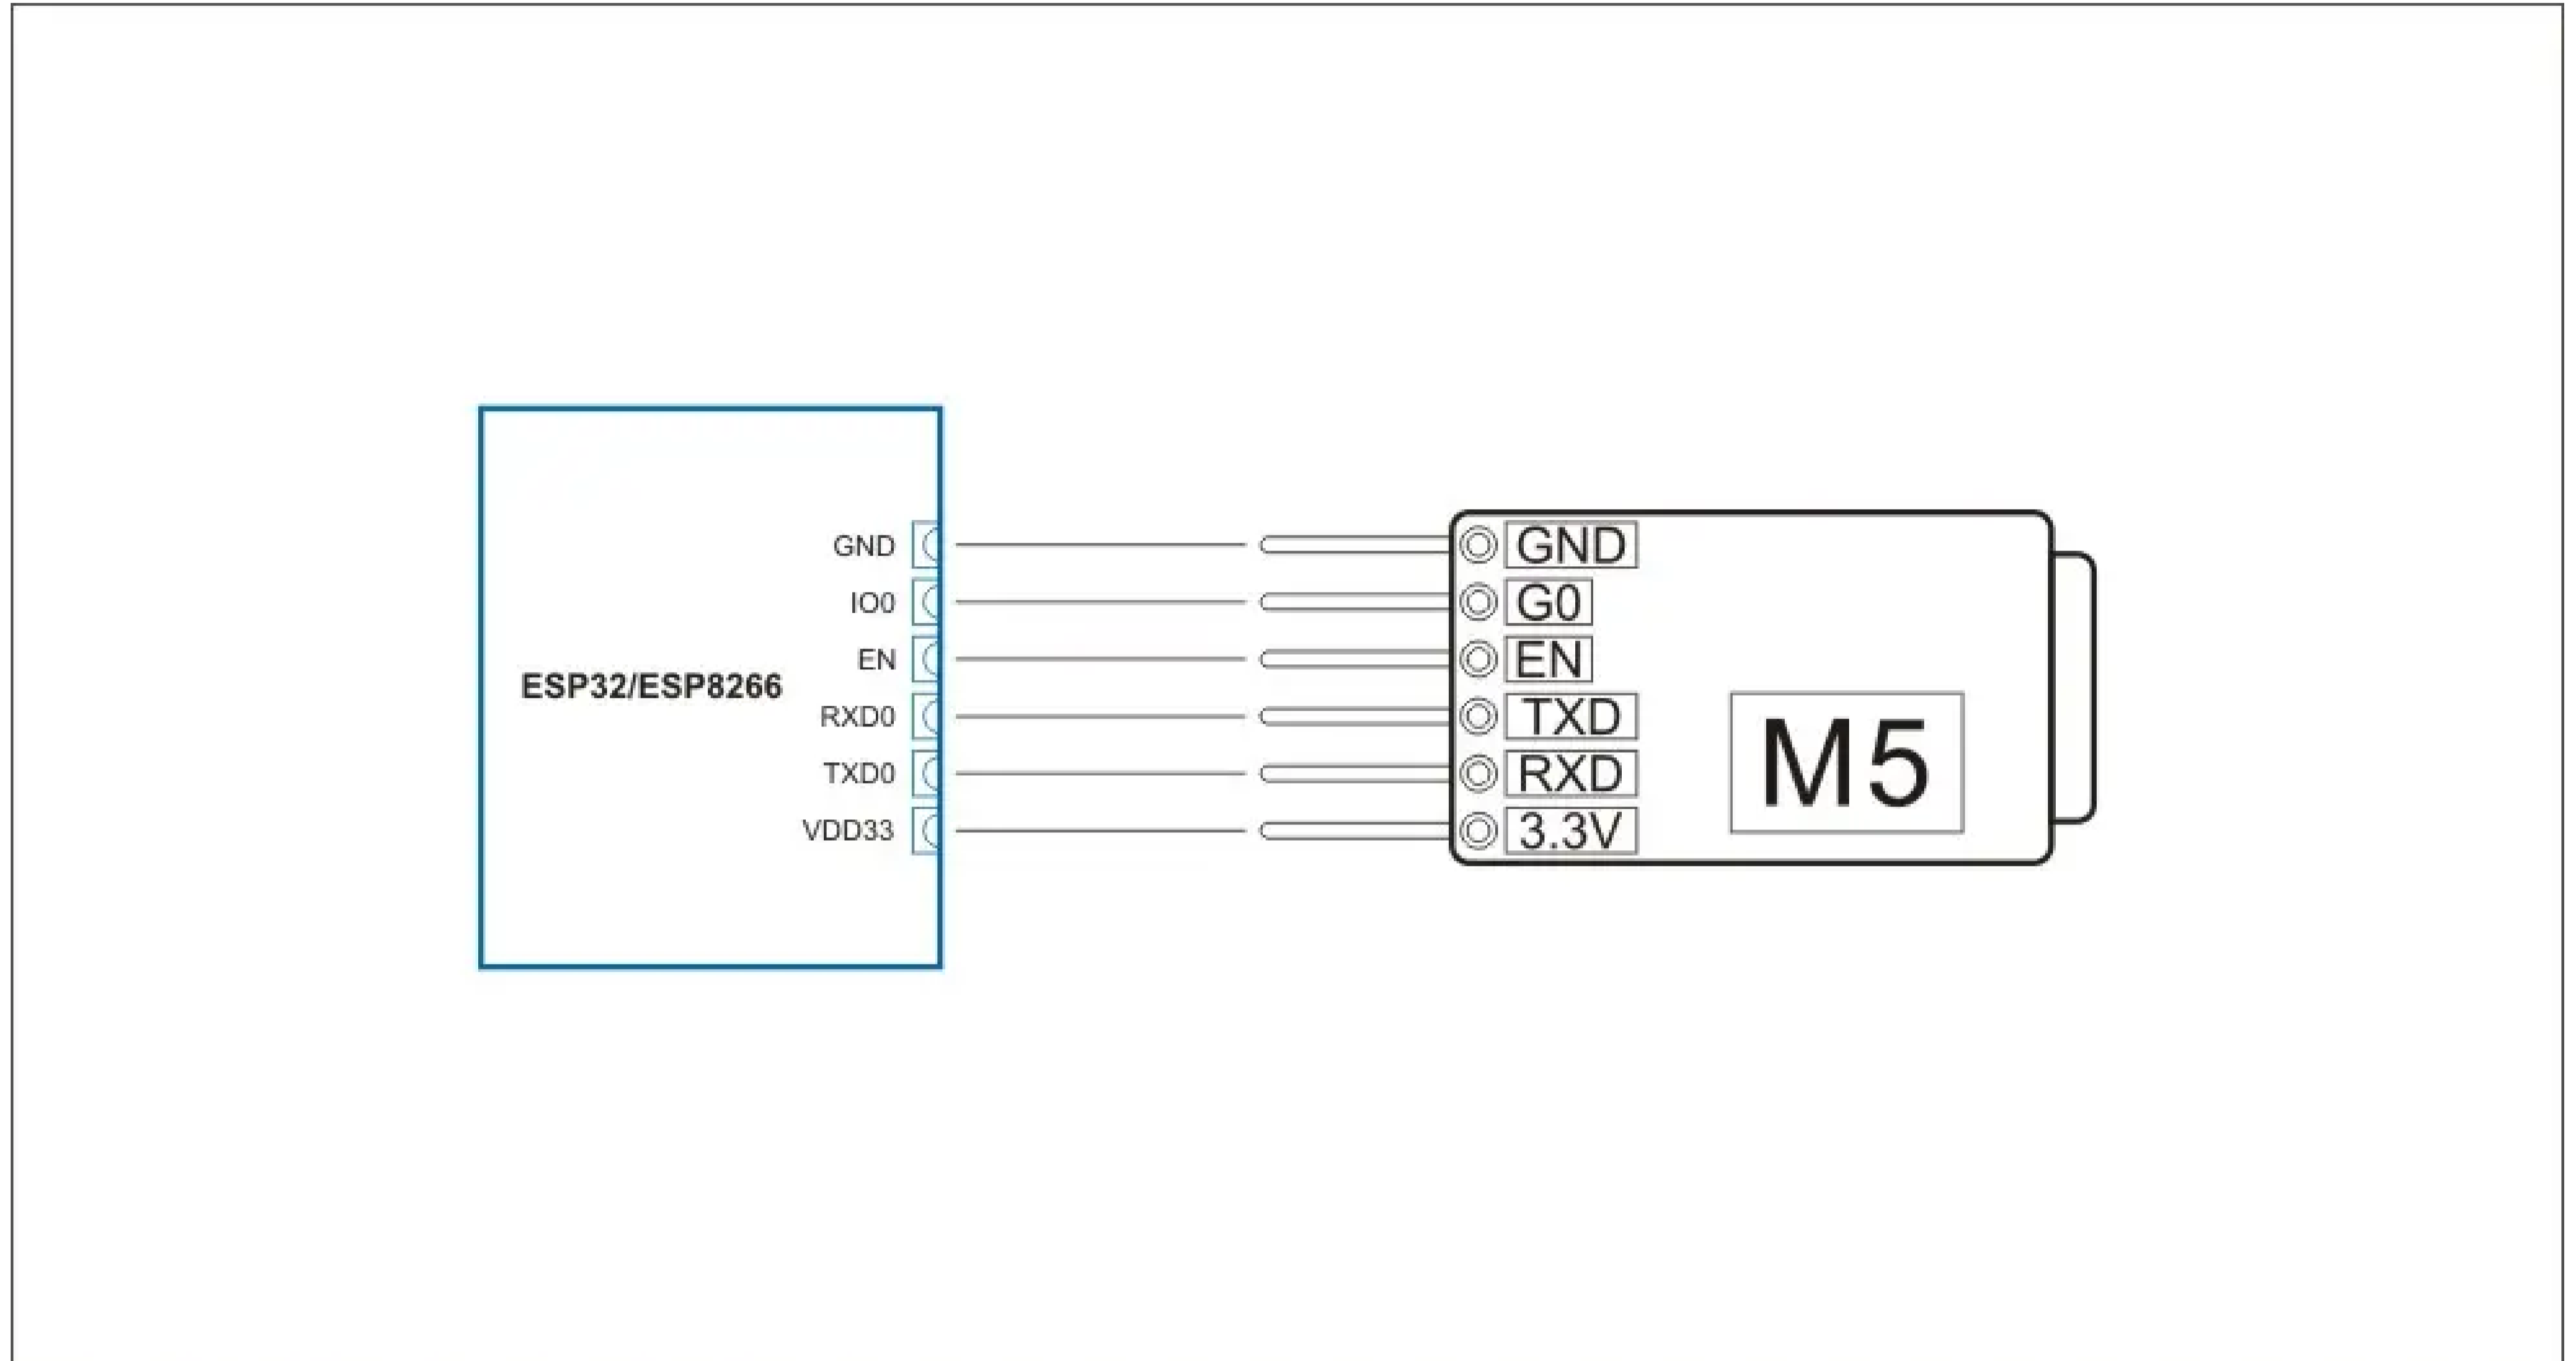 GND
IO0
EN
RXD0
TXD0
VDD33
ESP32/ESP8266
GND
G0
EN
TXD
RXD
3.3V
M5